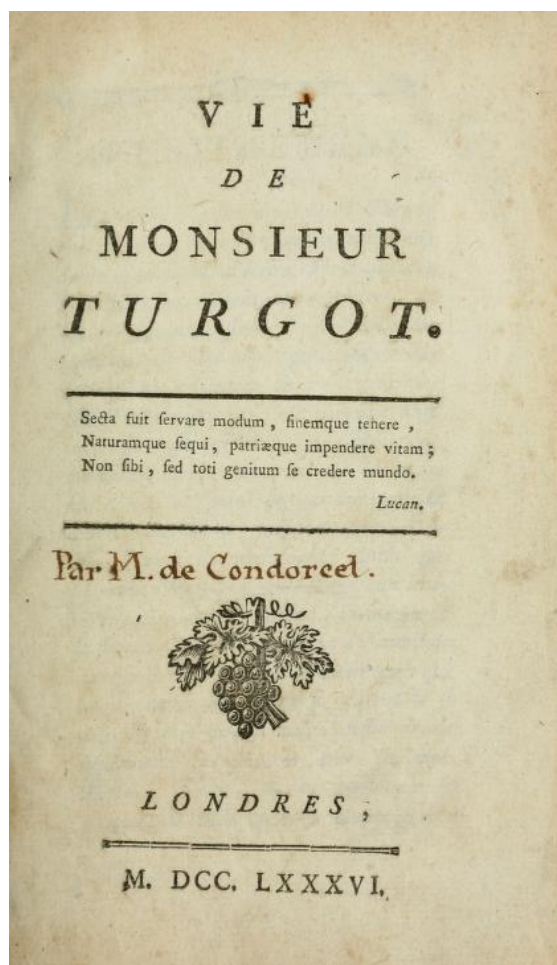 VIE
DE
MONSIEUR
TURGOT.
Secta fuit ſervare modum, finemque tenere,
Naturamque ſequi, patriæque impendere vitam;
Non ſibi, ſed toti genitum ſe credere mundo.
Lucan.
Par M. de Condorcet.
LONDRES,
M. DCC. LXXXVI.